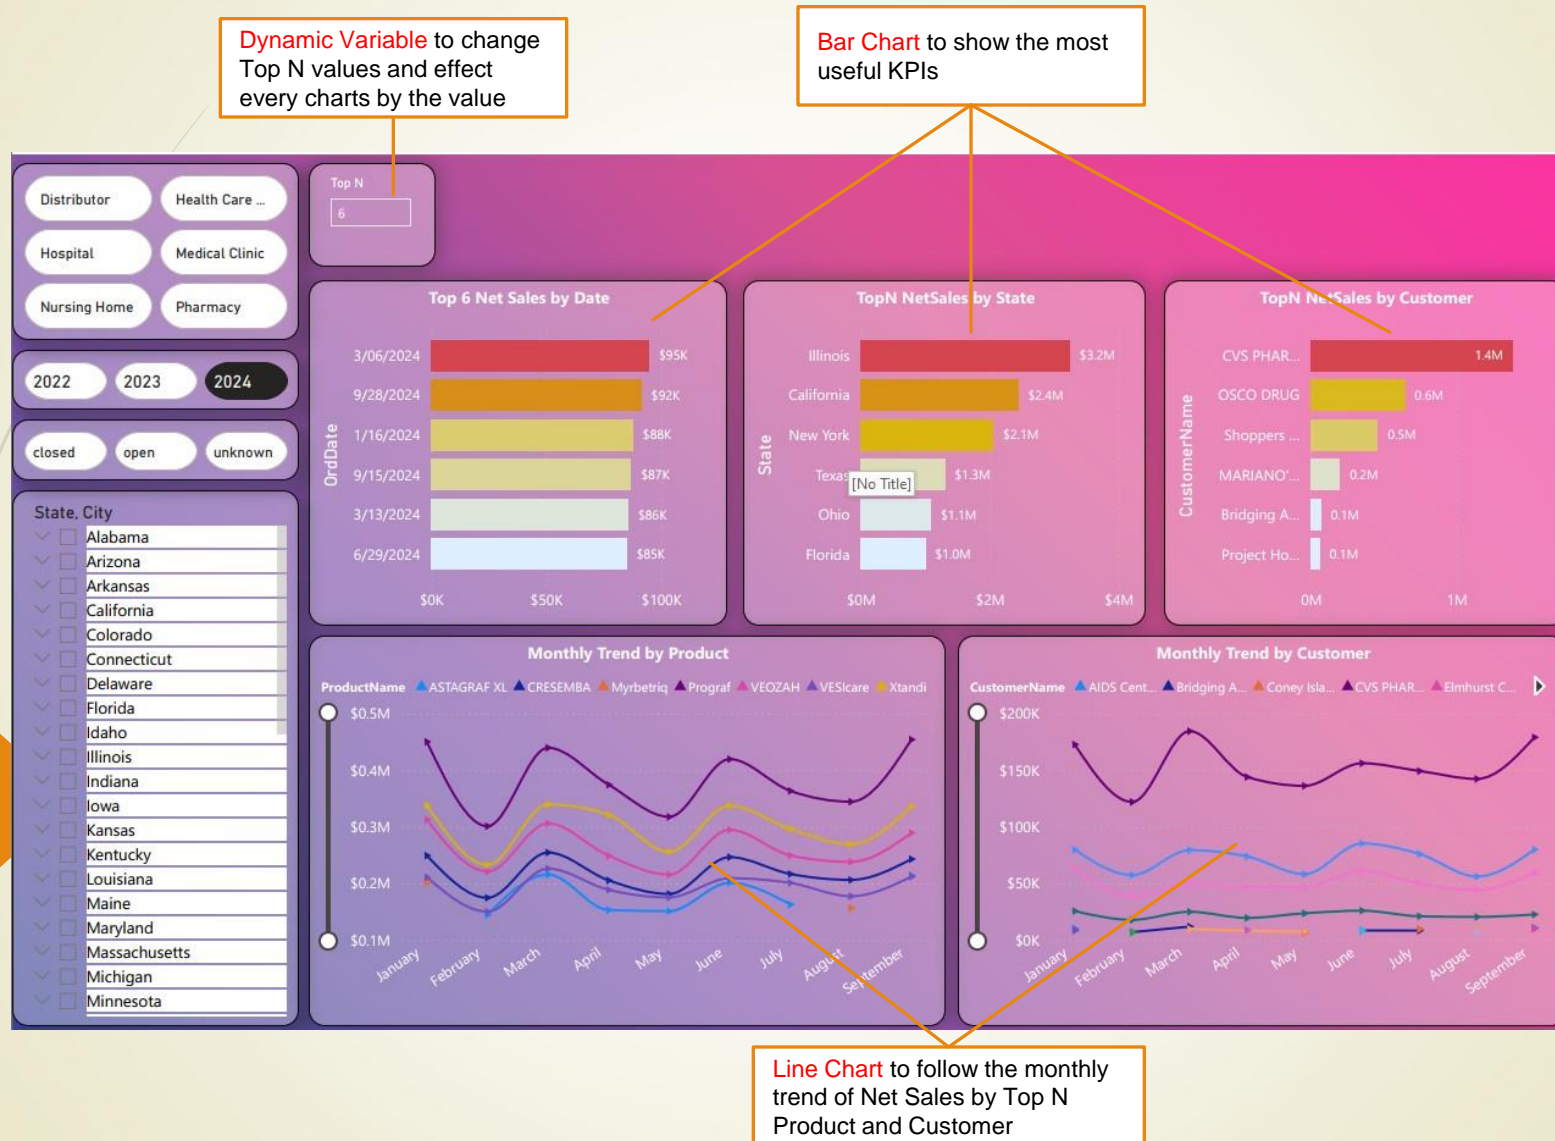 Dynamic Variable to change
Top N values and effect
every charts by the value
Bar Chart to show the most
useful KPIs
Distributor
Health Care ...
Hospital
Medical Clinic
Nursing Home
Pharmacy
2022
2023
2024
closed
open
unknown
State, City
Alabama
Arizona
Arkansas
California
Colorado
Connecticut
Delaware
Florida
Idaho
Illinois
Indiana
Iowa
Kansas
Kentucky
Louisiana
Maine
Maryland
Massachusetts
Michigan
Minnesota
Top N
6
Top 6 Net Sales by Date
OrdDate
3/06/2024 $95K
9/28/2024 $92K
1/16/2024 $88K
9/15/2024 $87K
3/13/2024 $86K
6/29/2024 $85K
$0K $50K $100K
TopN NetSales by State
State
Illinois $3.2M
California $2.4M
New York $2.1M
Texas $1.3M
[No Title]
Ohio $1.1M
Florida $1.0M
$0M $2M $4M
TopN NetSales by Customer
CustomerName
CVS PHAR... 1.4M
OSCO DRUG 0.6M
Shoppers ... 0.5M
MARIANO'... 0.2M
Bridging A... 0.1M
Project Ho... 0.1M
0M 1M
Monthly Trend by Product
ProductName ASTAGRAF XL CRESEMBA Myrbetriq Prograf VEOZAH VESIcare Xtandi
$0.5M
$0.4M
$0.3M
$0.2M
$0.1M
January February March April May June July August September
Monthly Trend by Customer
CustomerName AIDS Cent... Bridging A... Coney Isla... CVS PHAR... Elmhurst C...
$200K
$150K
$100K
$50K
$0K
January February March April May June July August September
Line Chart to follow the monthly
trend of Net Sales by Top N
Product and Customer